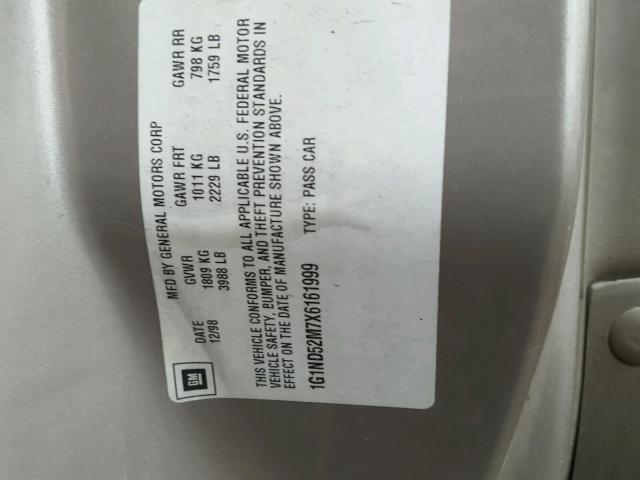 MFD BY GENERAL MOTORS CORP
DATE GVWR GAWR FRT GAWR RR
12/98 1809 KG 1011 KG 798 KG
3988 LB 2229 LB 1759 LB
THIS VEHICLE CONFORMS TO ALL APPLICABLE U.S. FEDERAL MOTOR
VEHICLE SAFETY, BUMPER, AND THEFT PREVENTION STANDARDS IN
EFFECT ON THE DATE OF MANUFACTURE SHOWN ABOVE.
1G1ND52M7X6161999 TYPE: PASS CAR
GM